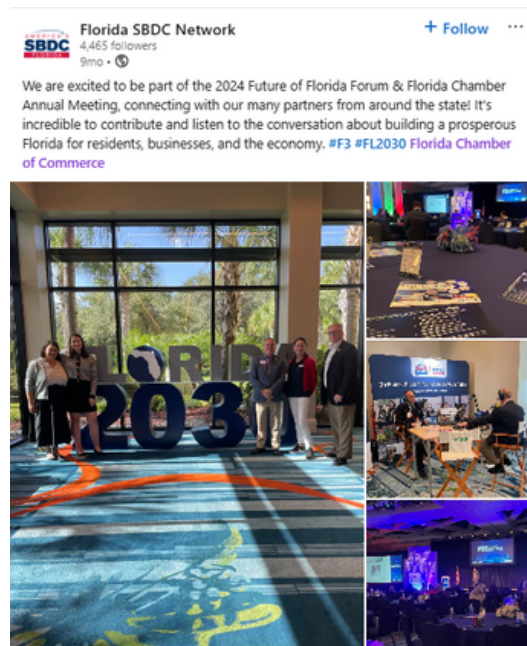 AMERICA'S
SBDC
FLORIDA
Florida SBDC Network
4,465 followers
9mo •
+ Follow
...
We are excited to be part of the 2024 Future of Florida Forum & Florida Chamber
Annual Meeting, connecting with our many partners from around the state! It's
incredible to contribute and listen to the conversation about building a prosperous
Florida for residents, businesses, and the economy. #F3 #FL2030 Florida Chamber
of Commerce
FLORIDA
2030